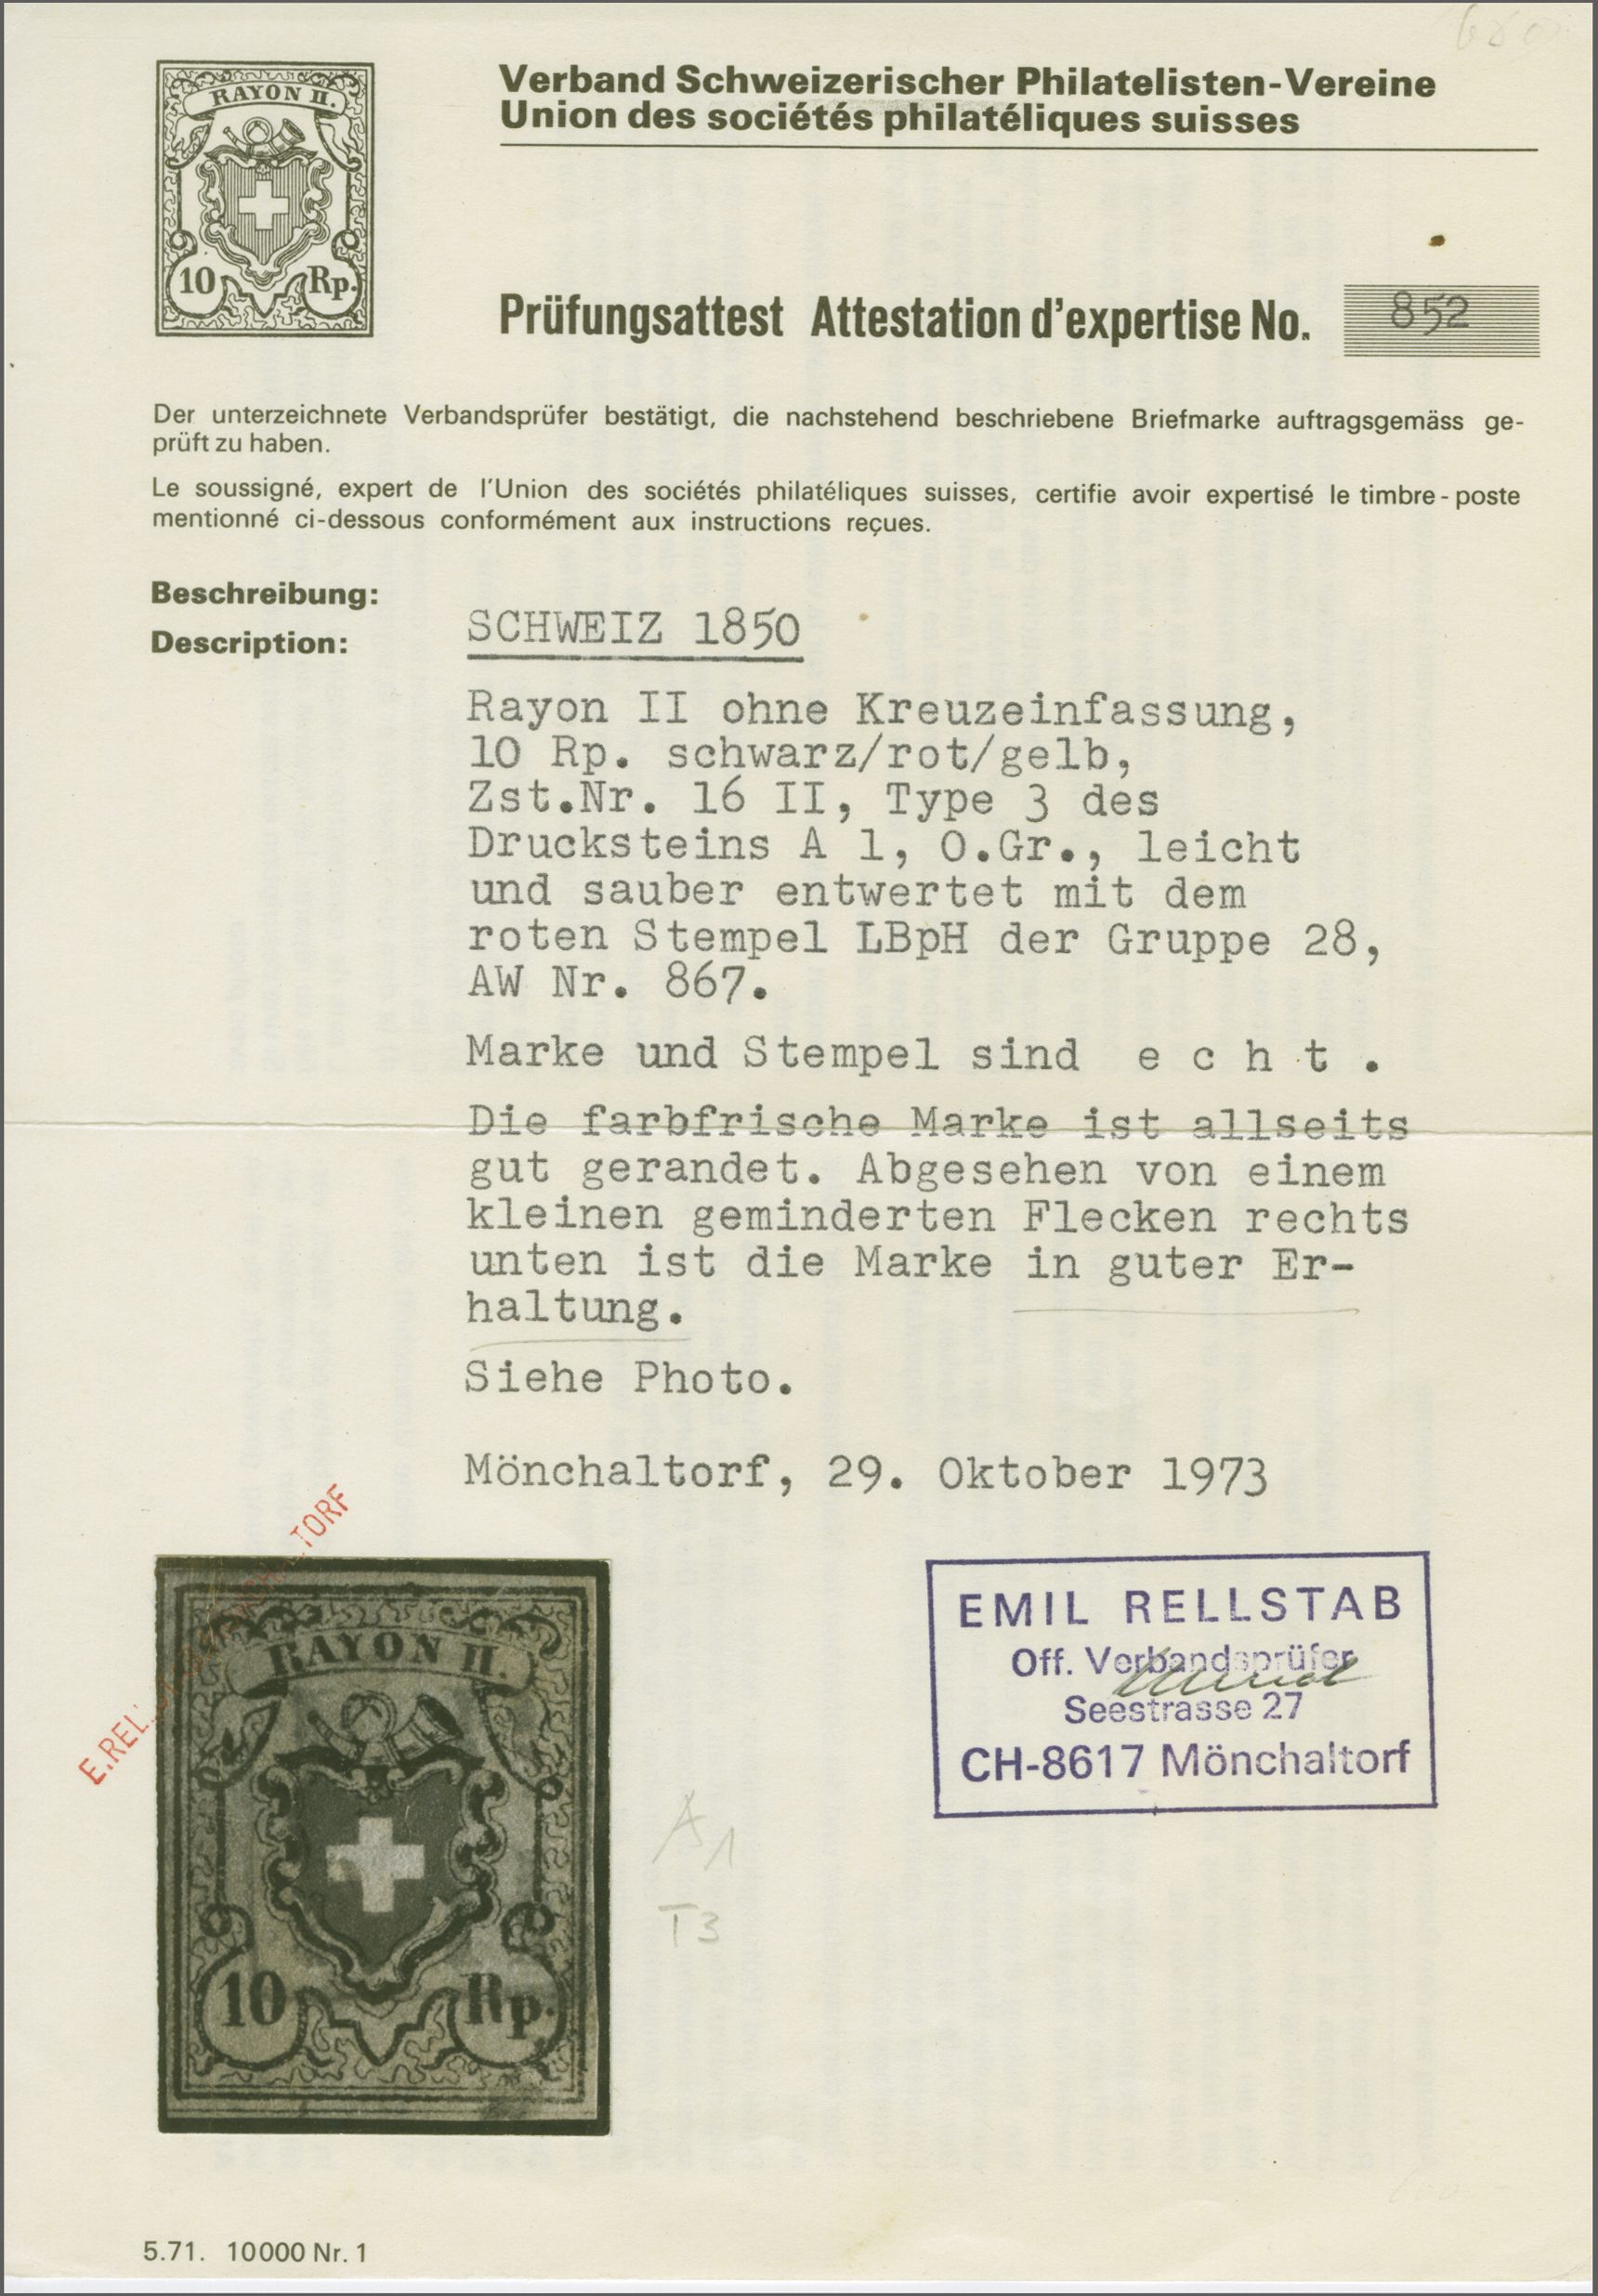 RAYON II.
10 Rp.
Verband Schweizerischer Philatelisten-Vereine
Union des sociétés philatéliques suisses
Prüfungsattest Attestation d'expertise No. 852
Der unterzeichnete Verbandsprüfer bestätigt, die nachstehend beschriebene Briefmarke auftragsgemäss ge-
prüft zu haben.
Le soussigné, expert de l'Union des sociétés philatéliques suisses, certifie avoir expertisé le timbre-poste
mentionné ci-dessous conformément aux instructions reçues.
Beschreibung:
Description:
SCHWEIZ 1850
Rayon II ohne Kreuzeinfassung,
10 Rp. schwarz/rot/gelb,
Zst.Nr. 16 II, Type 3 des
Drucksteins A 1, O.Gr., leicht
und sauber entwertet mit dem
roten Stempel LBpH der Gruppe 28,
AW Nr. 867.
Marke und Stempel sind e c h t .
Die farbfrische Marke ist allseits
gut gerandet. Abgesehen von einem
kleinen geminderten Flecken rechts
unten ist die Marke in guter Er-
haltung.
Siehe Photo.
Mönchaltorf, 29. Oktober 1973
RAYON II.
10 Rp.
A1
T3
EMIL RELLSTAB
Off. Verbandsprüfer
Seestrasse 27
CH-8617 Mönchaltorf
5.71. 10000 Nr. 1